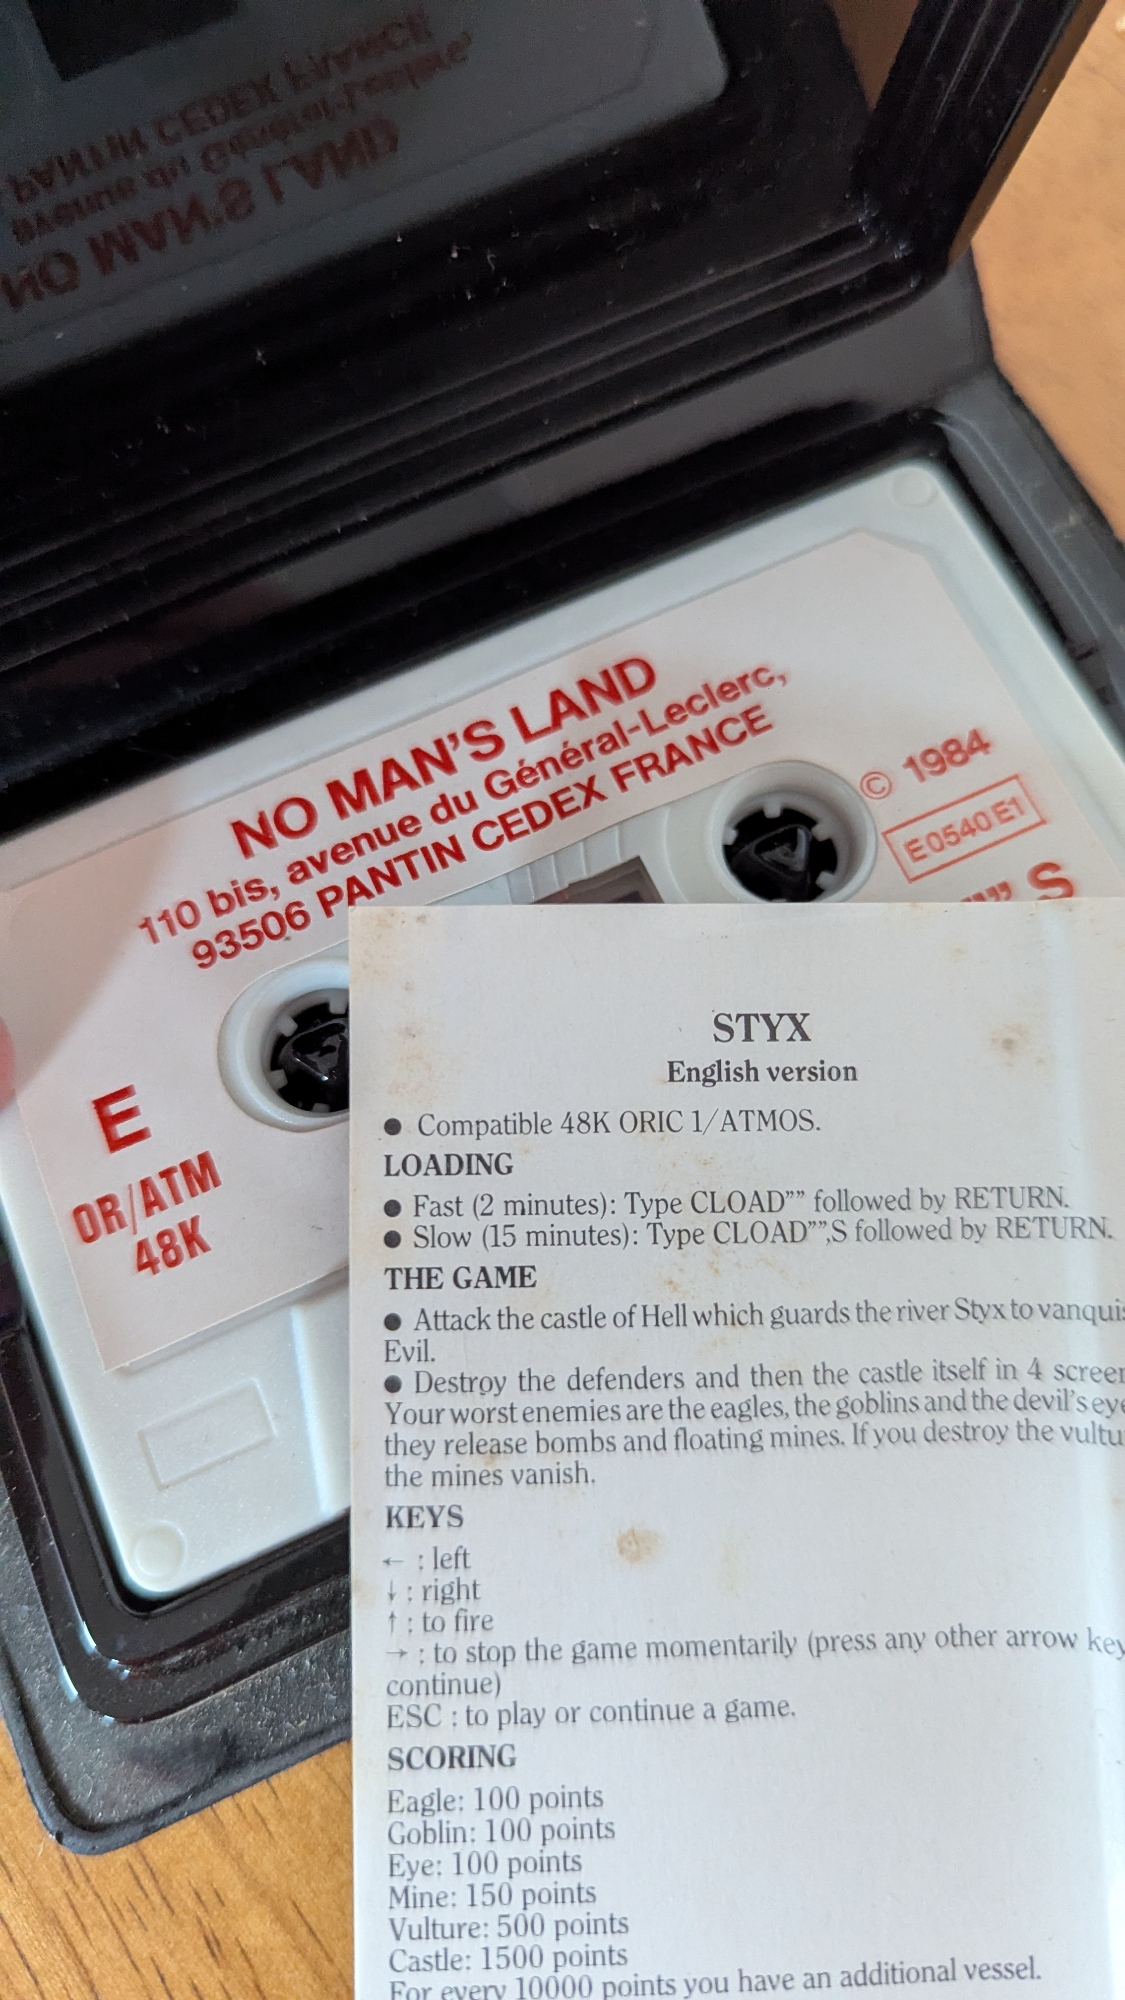 NO MAN'S LAND
110 bis, avenue du Général-Leclerc,
93506 PANTIN CEDEX FRANCE
© 1984
E0540 E1
"" S
E
OR/ATM
48K
STYX
English version
● Compatible 48K ORIC 1/ATMOS.
LOADING
● Fast (2 minutes): Type CLOAD"" followed by RETURN.
● Slow (15 minutes): Type CLOAD"",S followed by RETURN.
THE GAME
● Attack the castle of Hell which guards the river Styx to vanquis
Evil.
● Destroy the defenders and then the castle itself in 4 screen
Your worst enemies are the eagles, the goblins and the devil's eye
they release bombs and floating mines. If you destroy the vultu
the mines vanish.
KEYS
← : left
↓ : right
↑ : to fire
→ : to stop the game momentarily (press any other arrow key
continue)
ESC : to play or continue a game.
SCORING
Eagle: 100 points
Goblin: 100 points
Eye: 100 points
Mine: 150 points
Vulture: 500 points
Castle: 1500 points
For every 10000 points you have an additional vessel.